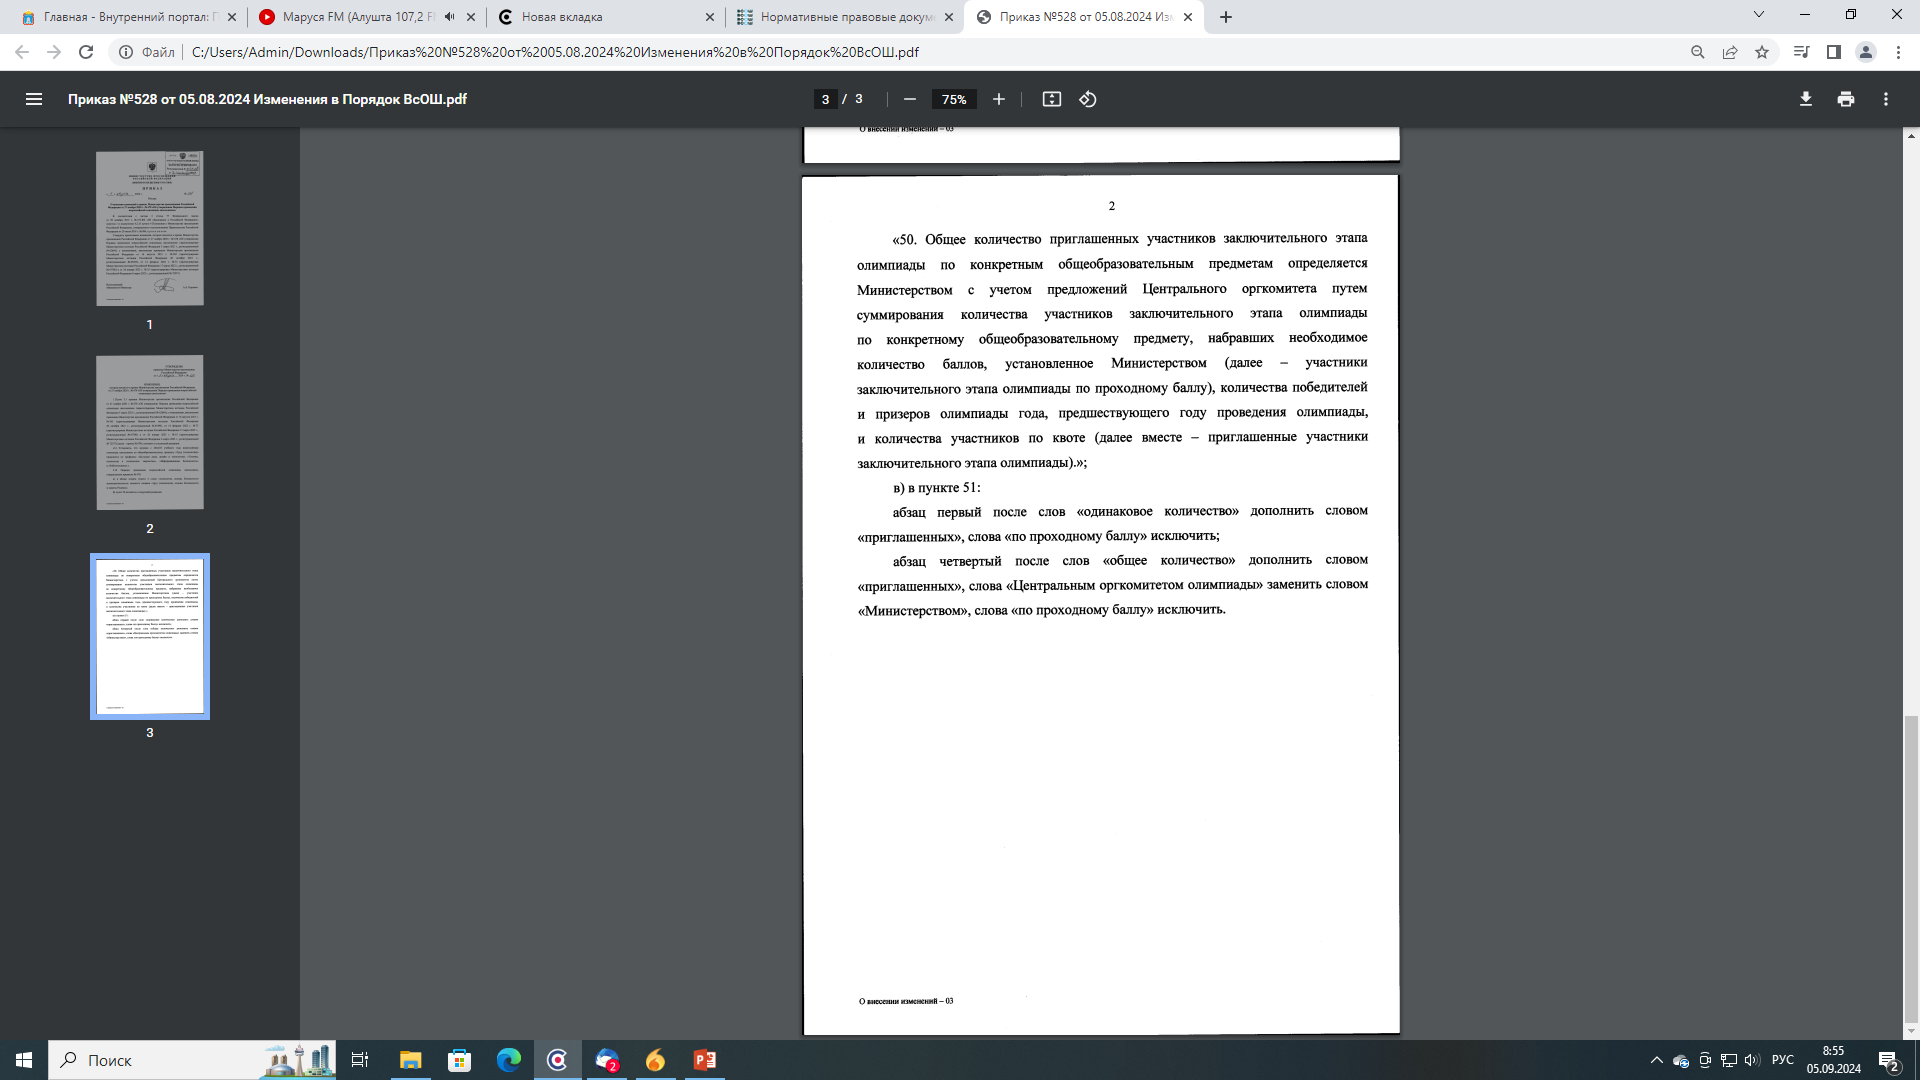 Главная - Внутренний портал:
Маруся FM (Алушта 107,2
Новая вкладка
Нормативные правовые
Приказ №528 от 05.08.2024
Файл
C:/Users/Admin/Downloads/Приказ%20№528%20от%2005.08.2024%20Изменения%20в%20Порядок%20ВсОШ.pdf
Приказ №528 от 05.08.2024 Изменения в Порядок ВсОШ.pdf
3 / 3
75%
1
2
3
О внесении изменений – 03
2
«50. Общее количество приглашенных участников заключительного этапа
олимпиады по конкретным общеобразовательным предметам определяется
Министерством с учетом предложений Центрального оргкомитета путем
суммирования количества участников заключительного этапа олимпиады
по конкретному общеобразовательному предмету, набравших необходимое
количество баллов, установленное Министерством (далее – участники
заключительного этапа олимпиады по проходному баллу), количества победителей
и призеров олимпиады года, предшествующего году проведения олимпиады,
и количества участников по квоте (далее вместе – приглашенные участники
заключительного этапа олимпиады).»;
в) в пункте 51:
абзац первый после слов «одинаковое количество» дополнить словом
«приглашенных», слова «по проходному баллу» исключить;
абзац четвертый после слов «общее количество» дополнить словом
«приглашенных», слова «Центральным оргкомитетом олимпиады» заменить словом
«Министерством», слова «по проходному баллу» исключить.
О внесении изменений – 03
Поиск
2
РУС
8:55
05.09.2024
2